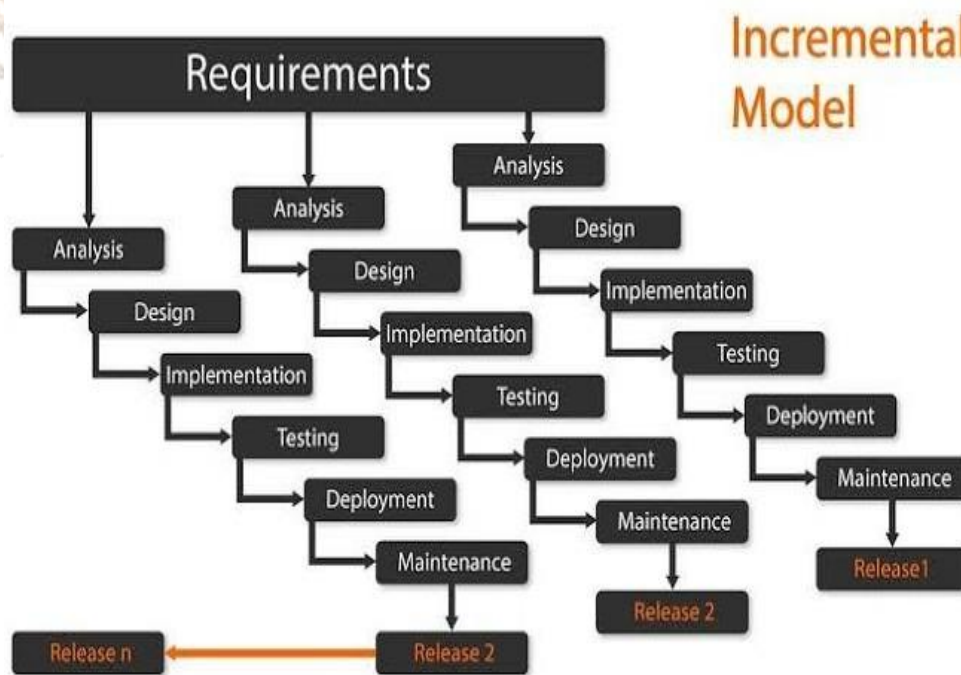 Incremental
Model
Requirements
Analysis
Design
Implementation
Testing
Deployment
Maintenance
Release 2
Release n
Analysis
Design
Implementation
Testing
Deployment
Maintenance
Release 2
Analysis
Design
Implementation
Testing
Deployment
Maintenance
Release1